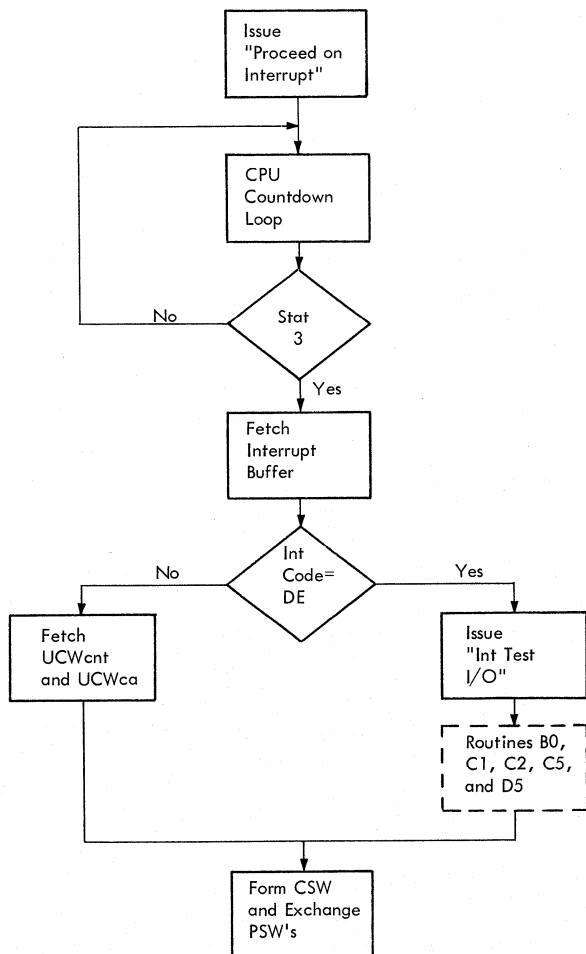 Issue
"Proceed on
Interrupt"
CPU
Countdown
Loop
Stat
3
No
Yes
Fetch
Interrupt
Buffer
Int
Code=
DE
No
Yes
Fetch
UCWcnt
and UCWca
Issue
"Int Test
I/O"
Routines B0,
C1, C2, C5,
and D5
Form CSW
and Exchange
PSW's